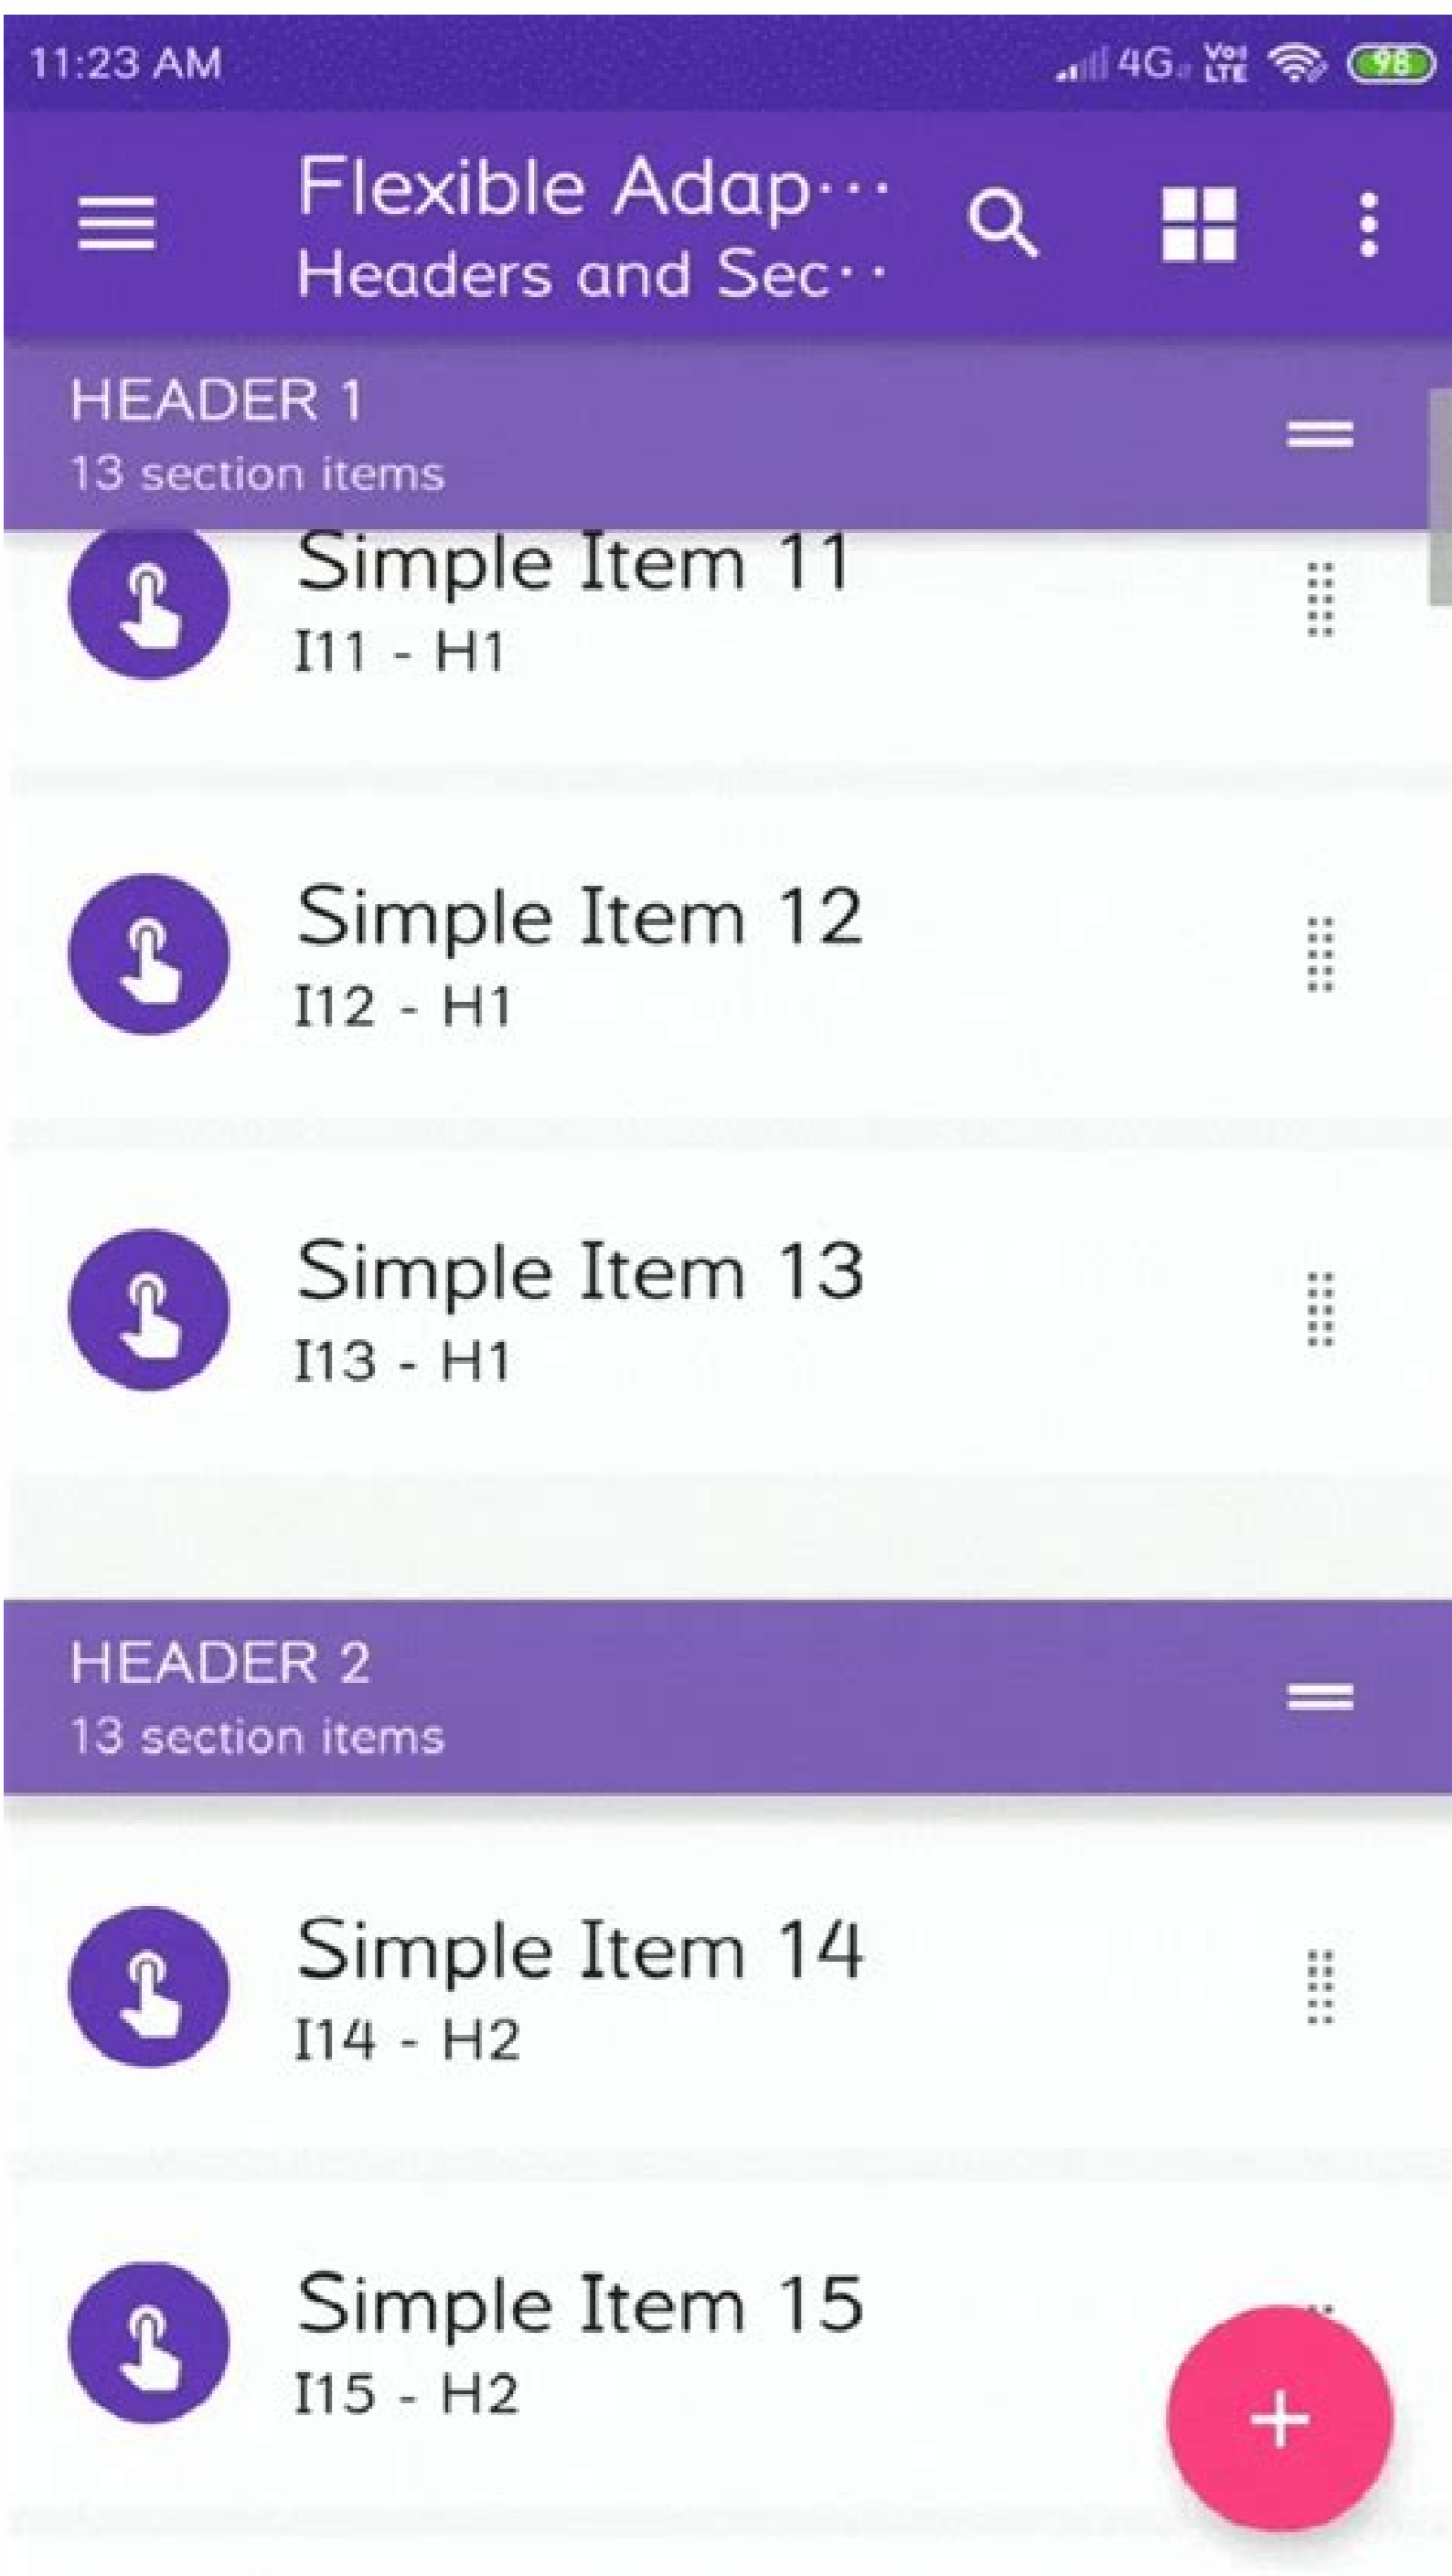 11:23 AM 4G Vo) LTE 98
Flexible Adap···
Headers and Sec··
HEADER 1
13 section items
Simple Item 11
I11 - H1
Simple Item 12
I12 - H1
Simple Item 13
I13 - H1
HEADER 2
13 section items
Simple Item 14
I14 - H2
Simple Item 15
I15 - H2